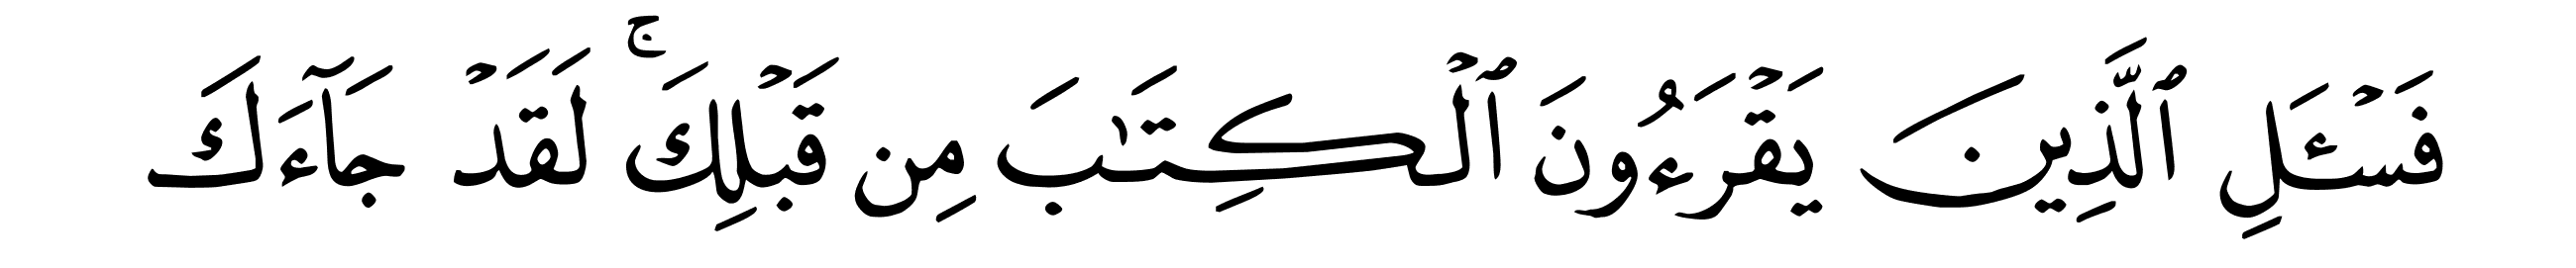 فَسْـَٔلِ ٱلَّذِينَ يَقْرَءُونَ ٱلْكِتَـٰبَ مِن قَبْلِكَ ۚ لَقَدْ جَآءَكَ